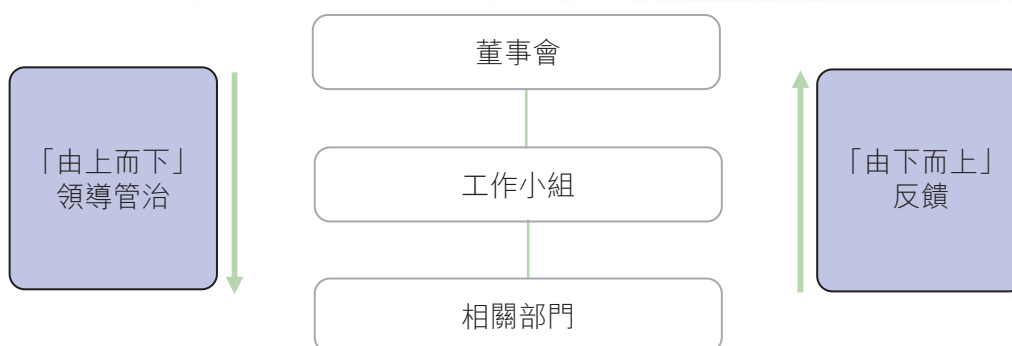 董事會
「由上而下」
領導管治
工作小組
「由下而上」
反饋
相關部門